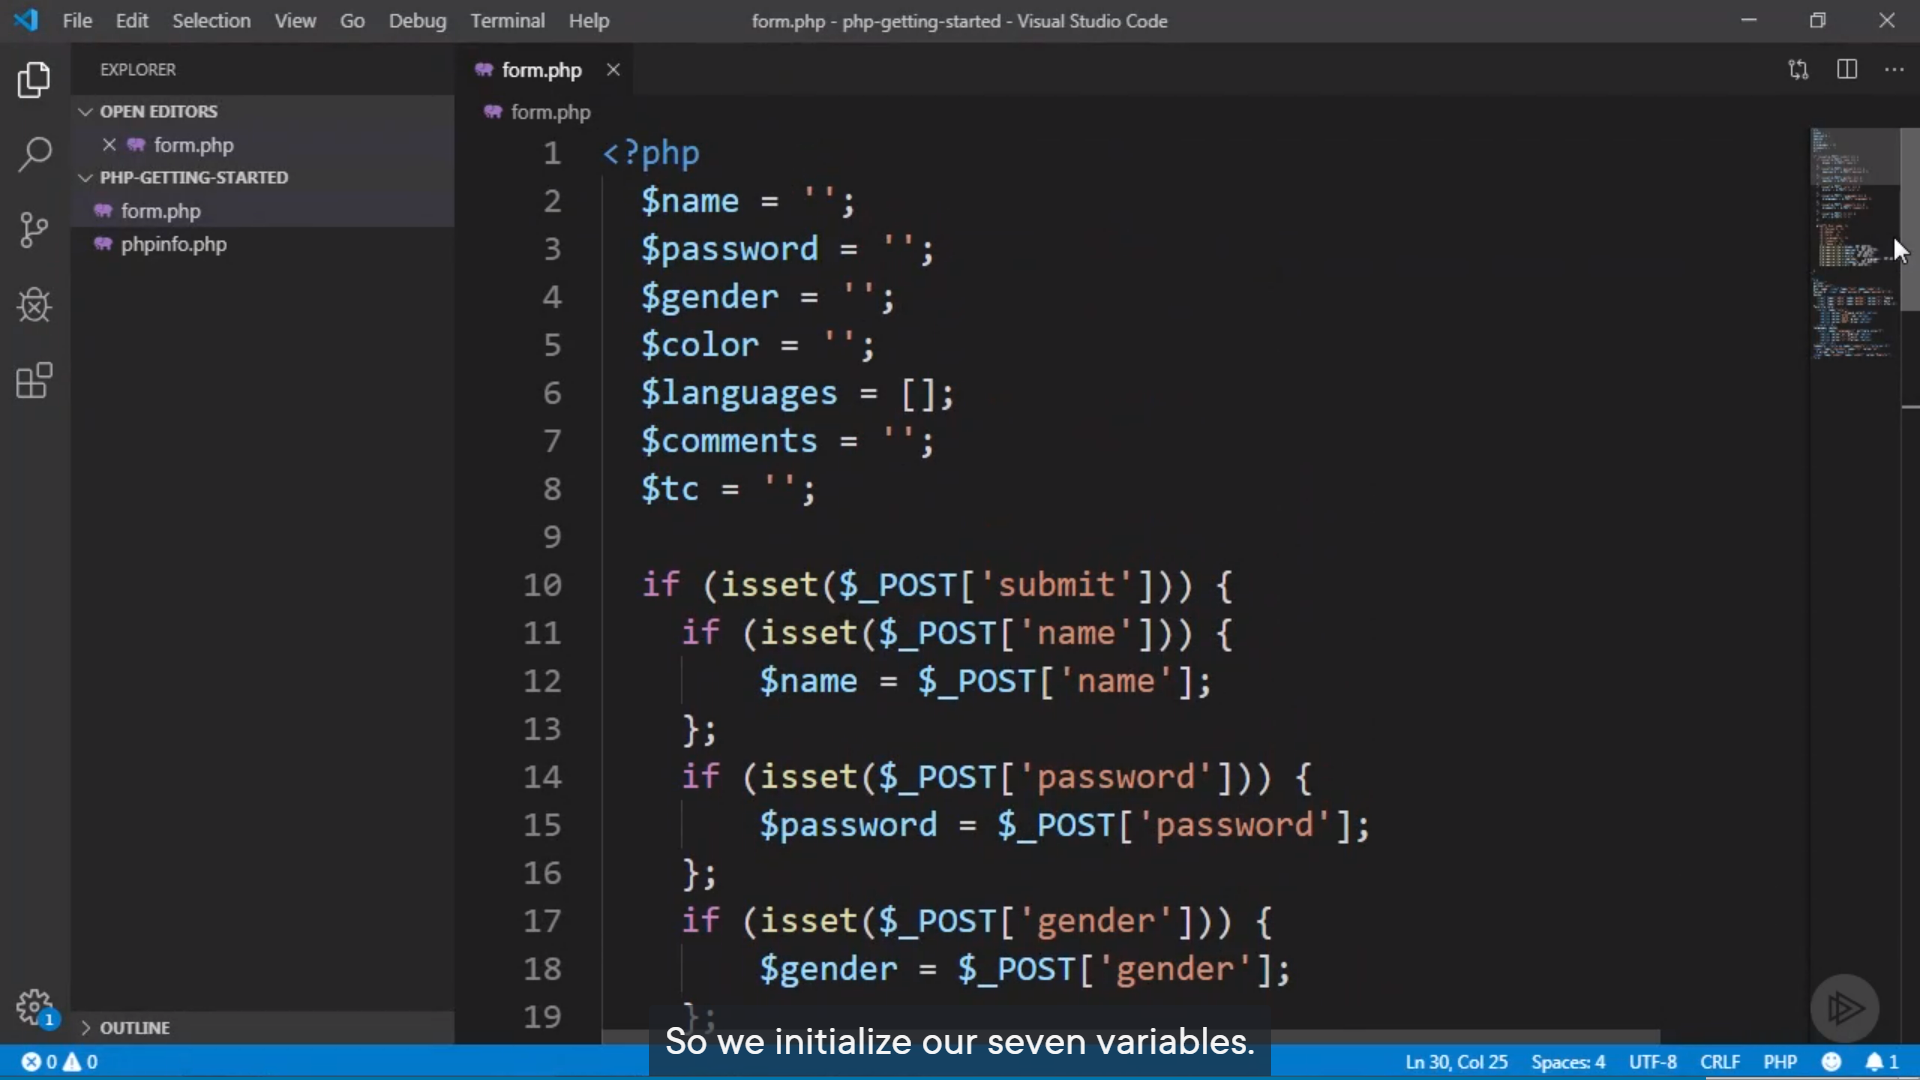 File Edit Selection View Go Debug Terminal Help form.php - php-getting-started - Visual Studio Code
EXPLORER
OPEN EDITORS
form.php
PHP-GETTING-STARTED
form.php
phpinfo.php
OUTLINE
form.php
form.php
1 <?php
2 $name = '';
3 $password = '';
4 $gender = '';
5 $color = '';
6 $languages = [];
7 $comments = '';
8 $tc = '';
9
10 if (isset($_POST['submit'])) {
11 if (isset($_POST['name'])) {
12 $name = $_POST['name'];
13 };
14 if (isset($_POST['password'])) {
15 $password = $_POST['password'];
16 };
17 if (isset($_POST['gender'])) {
18 $gender = $_POST['gender'];
19 };
So we initialize our seven variables.
1
0 0 Ln 30, Col 25 Spaces: 4 UTF-8 CRLF PHP 1